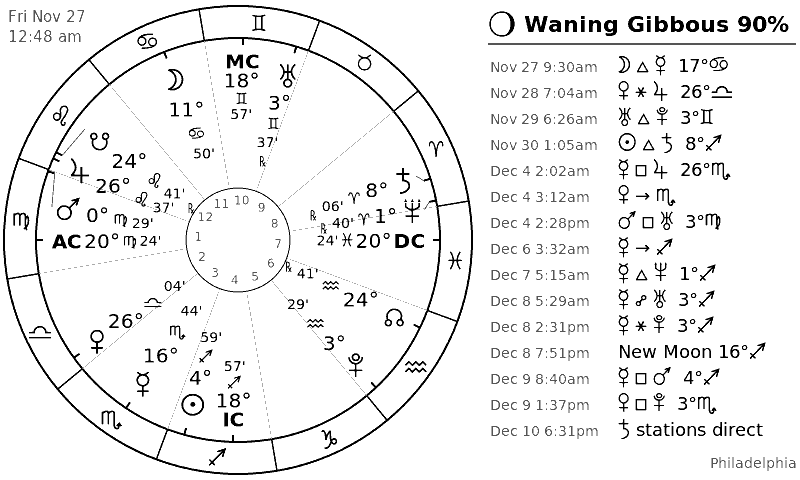 Fri Nov 27
12:48 am
MC
18°
♊
57'
♅
3°
♊
37'
℞
☽
11°
♋
50'
☋
24°
♌
41'
℞
♃
26°
♌
37'
♂ 0° ♍ 29'
AC 20° ♍ 24'
♄ 8° ♈ 06' ℞
♆ 1° ♈ 40' ℞
24' ♓ 20° DC
12 11 10 9 8 7 6 5 4 3 2 1
04'
♎
26°
♀
44'
♏
16°
☿
59'
♐
4°
☉
57'
♐
18°
IC
℞ 41'
♒
24°
☊
29'
♒
3°
♇
♊ ♉ ♈ ♓ ♒ ♑ ♐ ♏ ♎ ♍ ♌ ♋
Waning Gibbous 90%
Nov 27 9:30am ☽ △ ☿ 17°♋
Nov 28 7:04am ♀ ⚹ ♃ 26°♎
Nov 29 6:26am ♅ △ ♇ 3°♊
Nov 30 1:05am ☉ △ ♄ 8°♐
Dec 4 2:02am ☿ □ ♃ 26°♏
Dec 4 3:12am ♀ → ♏
Dec 4 2:28pm ♂ □ ♅ 3°♍
Dec 6 3:32am ☿ → ♐
Dec 7 5:15am ☿ △ ♆ 1°♐
Dec 8 5:29am ☿ ☍ ♅ 3°♐
Dec 8 2:31pm ☿ ⚹ ♇ 3°♐
Dec 8 7:51pm New Moon 16°♐
Dec 9 8:40am ☿ □ ♂ 4°♐
Dec 9 1:37pm ♀ □ ♇ 3°♏
Dec 10 6:31pm ♄ stations direct
Philadelphia